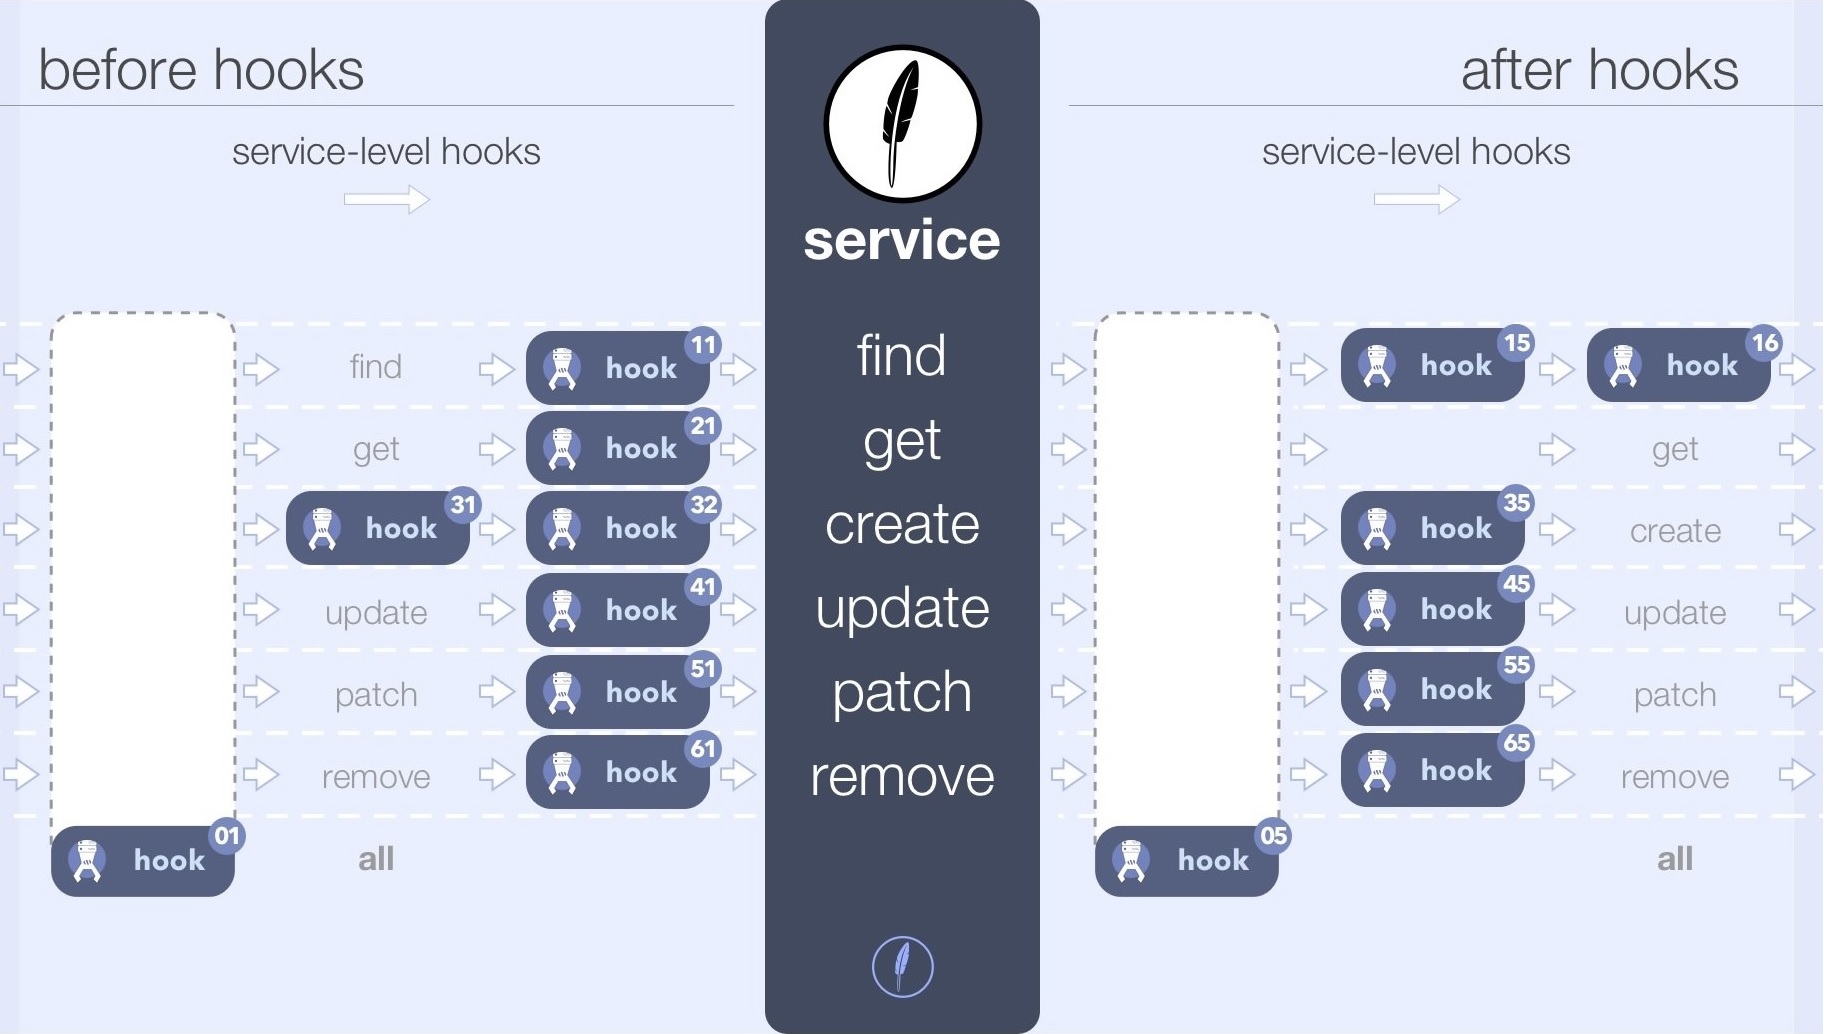 before hooks
service-level hooks
find
hook 11
get
hook 21
hook 31
hook 32
update
hook 41
patch
hook 51
remove
hook 61
hook 01
all
service
find
get
create
update
patch
remove
after hooks
service-level hooks
hook 15
hook 16
get
hook 35
create
hook 45
update
hook 55
patch
hook 65
remove
hook 05
all